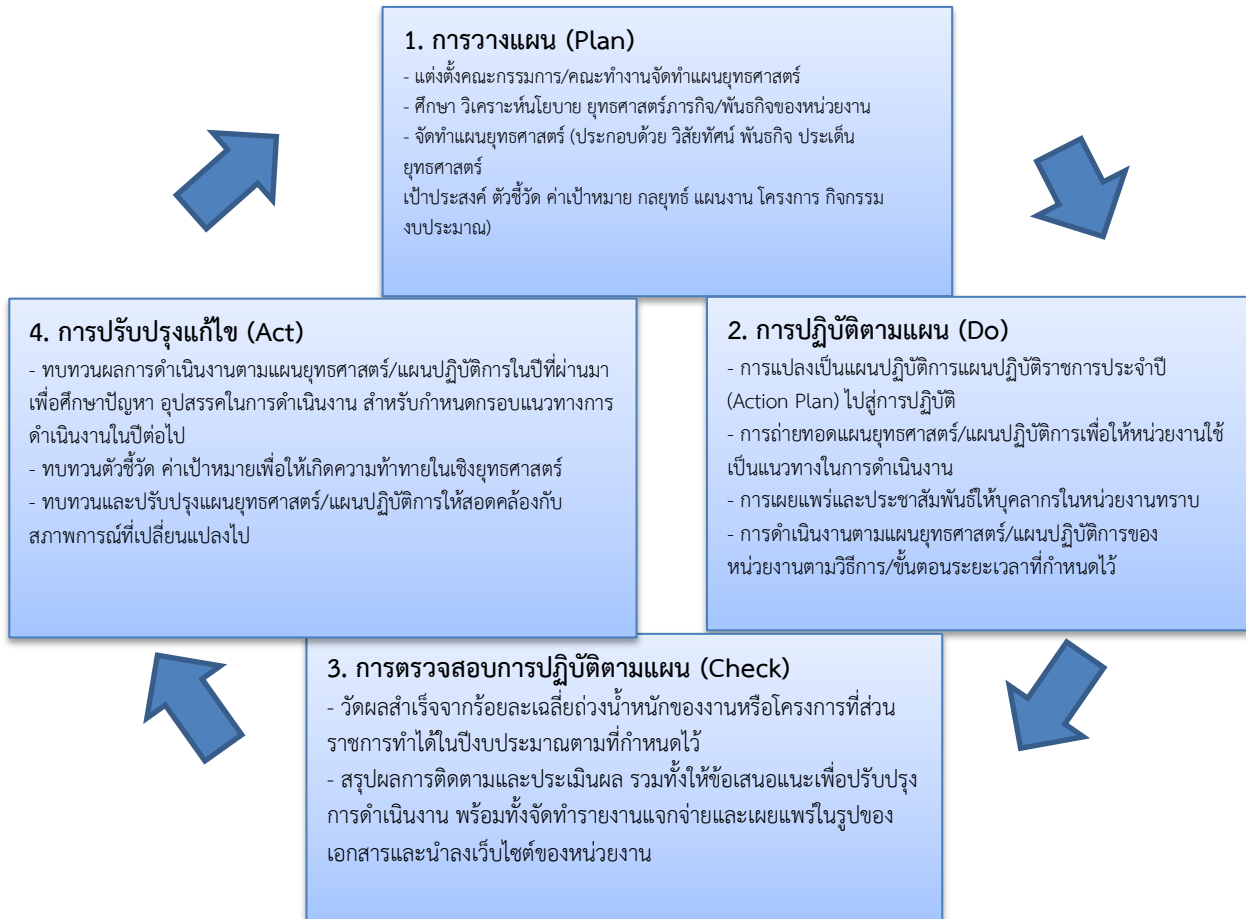 1. การวางแผน (Plan)
- แต่งตั้งคณะกรรมการ/คณะทำงานจัดทำแผนยุทธศาสตร์
- ศึกษา วิเคราะห์นโยบาย ยุทธศาสตร์ภารกิจ/พันธกิจของหน่วยงาน
- จัดทำแผนยุทธศาสตร์ (ประกอบด้วย วิสัยทัศน์ พันธกิจ ประเด็น
ยุทธศาสตร์
เป้าประสงค์ ตัวชี้วัด ค่าเป้าหมาย กลยุทธ์ แผนงาน โครงการ กิจกรรม
งบประมาณ)
2. การปฏิบัติตามแผน (Do)
- การแปลงเป็นแผนปฏิบัติการแผนปฏิบัติราชการประจำปี
(Action Plan) ไปสู่การปฏิบัติ
- การถ่ายทอดแผนยุทธศาสตร์/แผนปฏิบัติการเพื่อให้หน่วยงานใช้
เป็นแนวทางในการดำเนินงาน
- การเผยแพร่และประชาสัมพันธ์ให้บุคลากรในหน่วยงานทราบ
- การดำเนินงานตามแผนยุทธศาสตร์/แผนปฏิบัติการของ
หน่วยงานตามวิธีการ/ขั้นตอนระยะเวลาที่กำหนดไว้
3. การตรวจสอบการปฏิบัติตามแผน (Check)
- วัดผลสำเร็จจากร้อยละเฉลี่ยถ่วงน้ำหนักของงานหรือโครงการที่ส่วน
ราชการทำได้ในปีงบประมาณตามที่กำหนดไว้
- สรุปผลการติดตามและประเมินผล รวมทั้งให้ข้อเสนอแนะเพื่อปรับปรุง
การดำเนินงาน พร้อมทั้งจัดทำรายงานแจกจ่ายและเผยแพร่ในรูปของ
เอกสารและนำลงเว็บไซต์ของหน่วยงาน
4. การปรับปรุงแก้ไข (Act)
- ทบทวนผลการดำเนินงานตามแผนยุทธศาสตร์/แผนปฏิบัติการในปีที่ผ่านมา
เพื่อศึกษาปัญหา อุปสรรคในการดำเนินงาน สำหรับกำหนดกรอบแนวทางการ
ดำเนินงานในปีต่อไป
- ทบทวนตัวชี้วัด ค่าเป้าหมายเพื่อให้เกิดความท้าทายในเชิงยุทธศาสตร์
- ทบทวนและปรับปรุงแผนยุทธศาสตร์/แผนปฏิบัติการให้สอดคล้องกับ
สภาพการณ์ที่เปลี่ยนแปลงไป